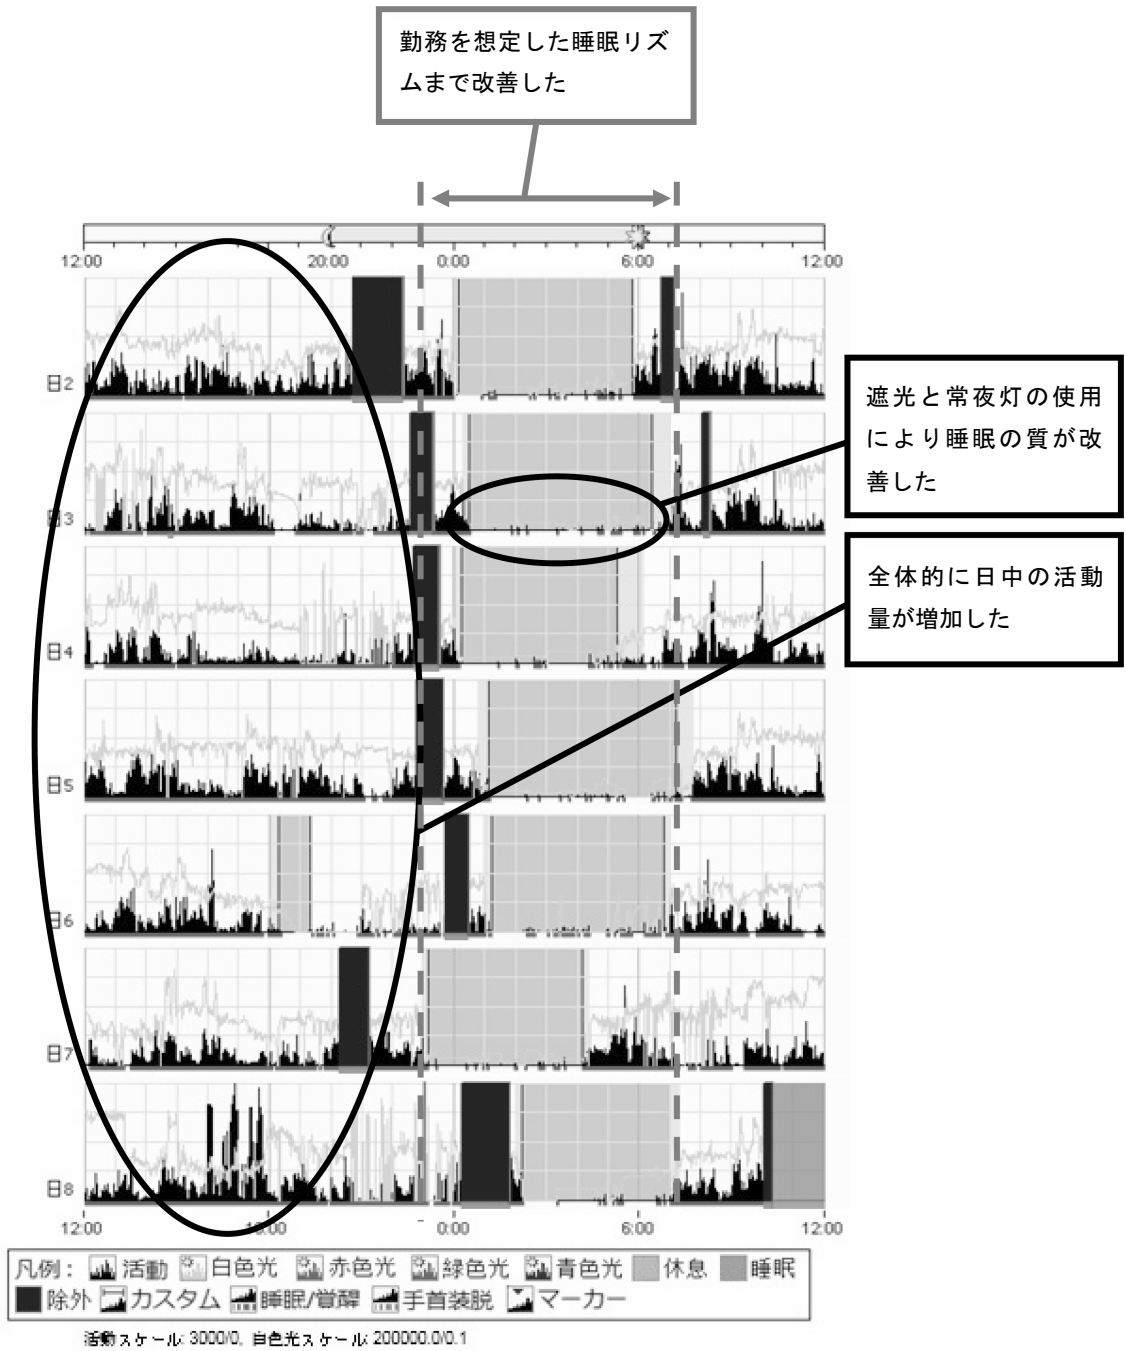 勤務を想定した睡眠リズ
ムまで改善した
12:00 20:00 0:00 6:00 12:00
日2
遮光と常夜灯の使用
により睡眠の質が改
善した
日3
全体的に日中の活動
量が増加した
日4
日5
日6
日7
日8
12:00 0:00 6:00 12:00
凡例： 活動 白色光 赤色光 緑色光 青色光 休息 睡眠
除外 カスタム 睡眠/覚醒 手首装脱 マーカー
活動スケール: 3000/0, 白色光スケール: 200000.0/0.1